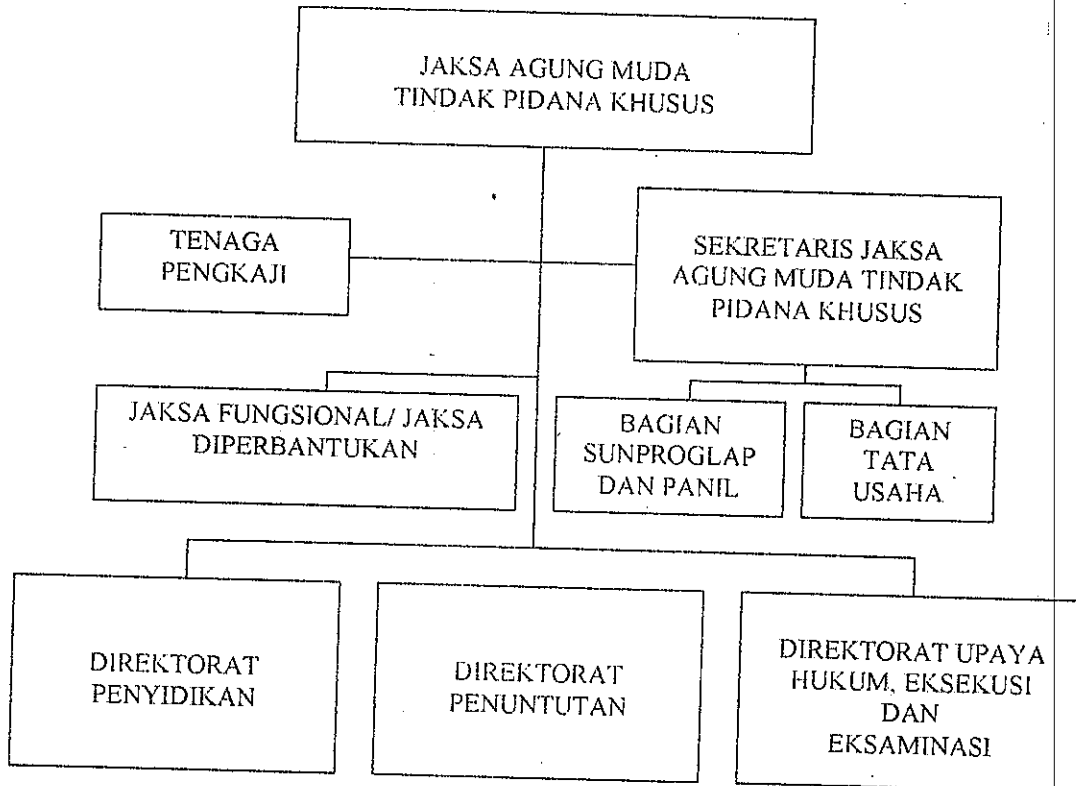 JAKSA AGUNG MUDA
TINDAK PIDANA KHUSUS
TENAGA
PENGKAJI
SEKRETARIS JAKSA
AGUNG MUDA TINDAK
PIDANA KHUSUS
JAKSA FUNGSIONAL/ JAKSA
DIPERBANTUKAN
BAGIAN
SUNPROGLAP
DAN PANIL
BAGIAN
TATA
USAHA
DIREKTORAT
PENYIDIKAN
DIREKTORAT
PENUNTUTAN
DIREKTORAT UPAYA
HUKUM, EKSEKUSI
DAN
EKSAMINASI